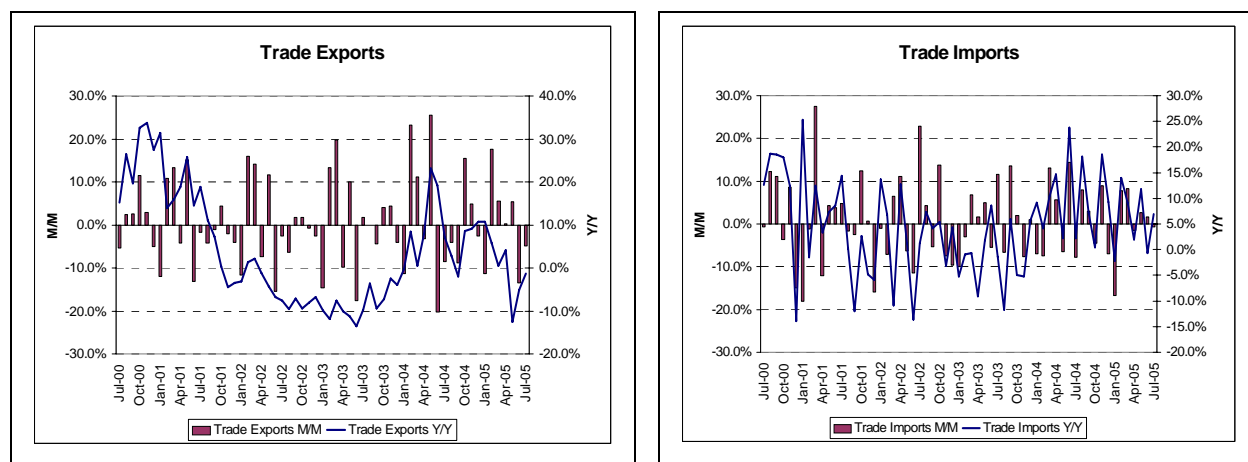 Trade Exports
30.0%
20.0%
10.0%
0.0%
-10.0%
-20.0%
-30.0%
M/M
40.0%
30.0%
20.0%
10.0%
0.0%
-10.0%
-20.0%
Y/Y
Jul-00
Oct-00
Jan-01
Apr-01
Jul-01
Oct-01
Jan-02
Apr-02
Jul-02
Oct-02
Jan-03
Apr-03
Jul-03
Oct-03
Jan-04
Apr-04
Jul-04
Oct-04
Jan-05
Apr-05
Jul-05
Trade Exports M/M Trade Exports Y/Y
Trade Imports
30.0%
20.0%
10.0%
0.0%
-10.0%
-20.0%
-30.0%
M/M
30.0%
25.0%
20.0%
15.0%
10.0%
5.0%
0.0%
-5.0%
-10.0%
-15.0%
-20.0%
Y/Y
Jul-00
Oct-00
Jan-01
Apr-01
Jul-01
Oct-01
Jan-02
Apr-02
Jul-02
Oct-02
Jan-03
Apr-03
Jul-03
Oct-03
Jan-04
Apr-04
Jul-04
Oct-04
Jan-05
Apr-05
Jul-05
Trade Imports M/M Trade Imports Y/Y